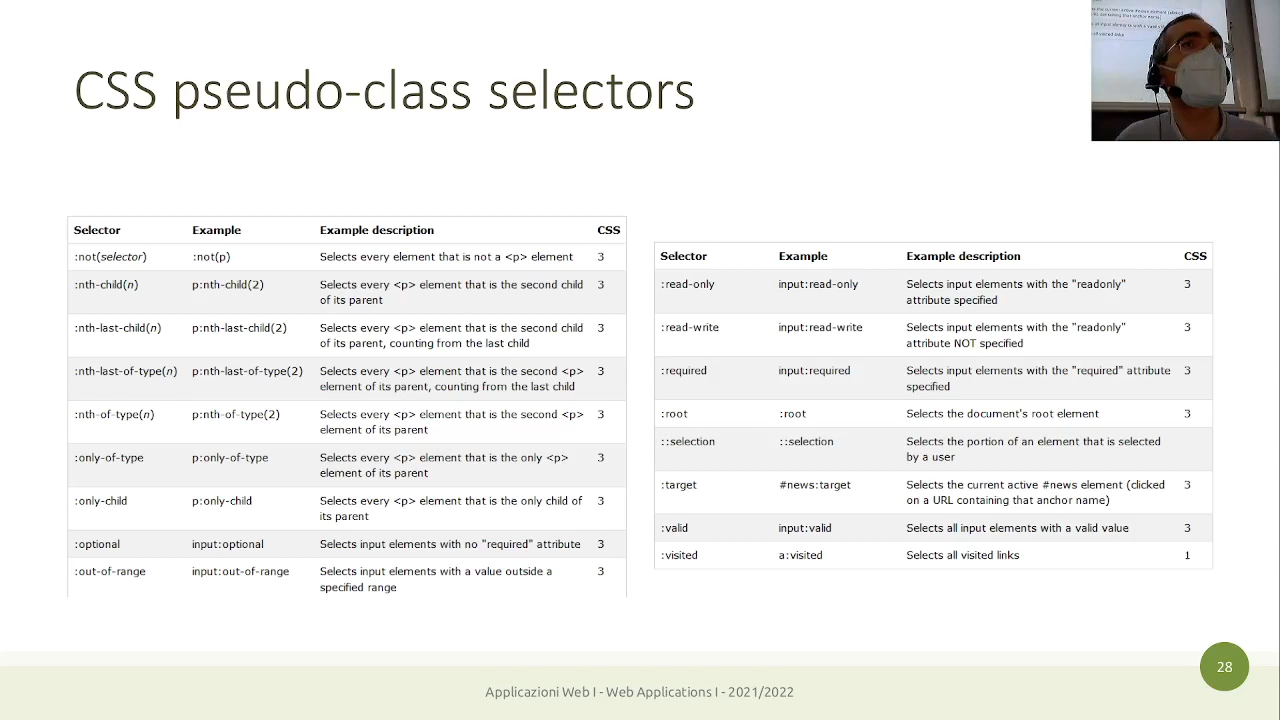 CSS pseudo-class selectors
Selector Example Example description CSS
:not(selector) :not(p) Selects every element that is not a <p> element 3
:nth-child(n) p:nth-child(2) Selects every <p> element that is the second child 3
of its parent
:nth-last-child(n) p:nth-last-child(2) Selects every <p> element that is the second child 3
of its parent, counting from the last child
:nth-last-of-type(n) p:nth-last-of-type(2) Selects every <p> element that is the second <p> 3
element of its parent, counting from the last child
:nth-of-type(n) p:nth-of-type(2) Selects every <p> element that is the second <p> 3
element of its parent
:only-of-type p:only-of-type Selects every <p> element that is the only <p> 3
element of its parent
:only-child p:only-child Selects every <p> element that is the only child of 3
its parent
:optional input:optional Selects input elements with no "required" attribute 3
:out-of-range input:out-of-range Selects input elements with a value outside a 3
specified range
Selector Example Example description CSS
:read-only input:read-only Selects input elements with the "readonly" 3
attribute specified
:read-write input:read-write Selects input elements with the "readonly" 3
attribute NOT specified
:required input:required Selects input elements with the "required" attribute 3
specified
:root :root Selects the document's root element 3
::selection ::selection Selects the portion of an element that is selected
by a user
:target #news:target Selects the current active #news element (clicked 3
on a URL containing that anchor name)
:valid input:valid Selects all input elements with a valid value 3
:visited a:visited Selects all visited links 1
28
Applicazioni Web I - Web Applications I - 2021/2022